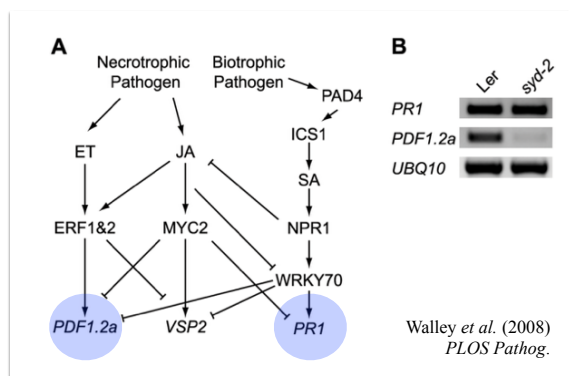 A
B
Necrotrophic
Pathogen
Biotrophic
Pathogen
PAD4
ET
JA
ICS1
SA
ERF1&2
MYC2
NPR1
WRKY70
PDF1.2a
VSP2
PR1
Ler
syd-2
PR1
PDF1.2a
UBQ10
Walley et al. (2008)
PLOS Pathog.